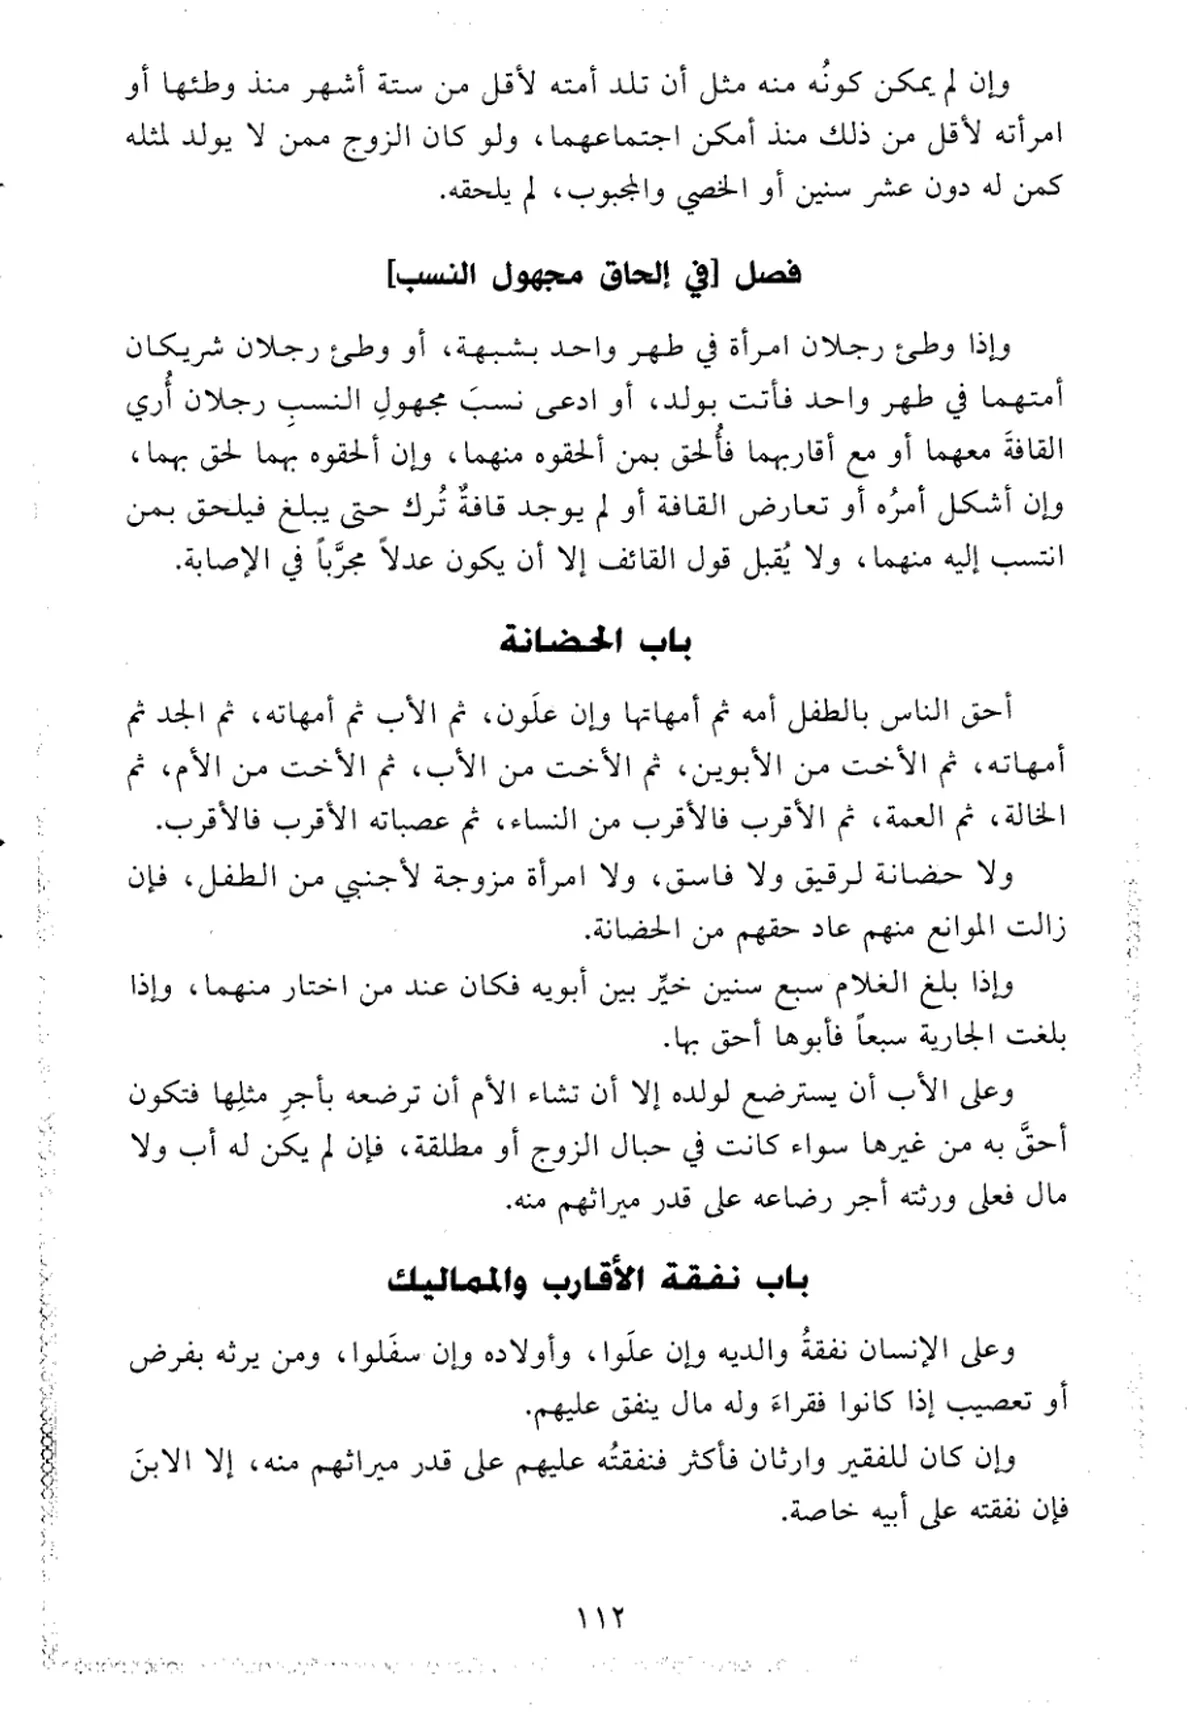 وإن لم يمكن كونُه منه مثل أن تلد أمته لأقل من ستة أشهر منذ وطئها أو
امرأته لأقل من ذلك منذ أمكن اجتماعهما، ولو كان الزوج ممن لا يولد لمثله
كمن له دون عشر سنين أو الخصي والمجبوب، لم يلحقه.
فصل [في إلحاق مجهول النسب]
وإذا وطئ رجلان امرأة في طهر واحد بشبهة، أو وطئ رجلان شريكان
أمتهما في طهر واحد فأتت بولد، أو ادعى نسبَ مجهولِ النسبِ رجلان أُري
القافةَ معهما أو مع أقاربهما فأُلحق بمن ألحقوه منهما، وإن ألحقوه بهما لحق بهما،
وإن أشكل أمرُه أو تعارض القافة أو لم يوجد قافةٌ تُرك حتى يبلغ فيلحق بمن
انتسب إليه منهما، ولا يُقبل قول القائف إلا أن يكون عدلاً مجرَّباً في الإصابة.
باب الحضانة
أحق الناس بالطفل أمه ثم أمهاتها وإن علَون، ثم الأب ثم أمهاته، ثم الجد ثم
أمهاته، ثم الأخت من الأبوين، ثم الأخت من الأب، ثم الأخت من الأم، ثم
الخالة، ثم العمة، ثم الأقرب فالأقرب من النساء، ثم عصباته الأقرب فالأقرب.
ولا حضانة لرقيق ولا فاسق، ولا امرأة مزوجة لأجنبي من الطفل، فإن
زالت الموانع منهم عاد حقهم من الحضانة.
وإذا بلغ الغلام سبع سنين خيِّر بين أبويه فكان عند من اختار منهما، وإذا
بلغت الجارية سبعاً فأبوها أحق بها.
وعلى الأب أن يسترضع لولده إلا أن تشاء الأم أن ترضعه بأجرِ مثلِها فتكون
أحقَّ به من غيرها سواء كانت في حبال الزوج أو مطلقة، فإن لم يكن له أب ولا
مال فعلى ورثته أجر رضاعه على قدر ميراثهم منه.
باب نفقة الأقارب والمماليك
وعلى الإنسان نفقةُ والديه وإن علَوا، وأولاده وإن سفَلوا، ومن يرثه بفرض
أو تعصيب إذا كانوا فقراءَ وله مال ينفق عليهم.
وإن كان للفقير وارثان فأكثر فنفقتُه عليهم على قدر ميراثهم منه، إلا الابنَ
فإن نفقته على أبيه خاصة.
١١٢